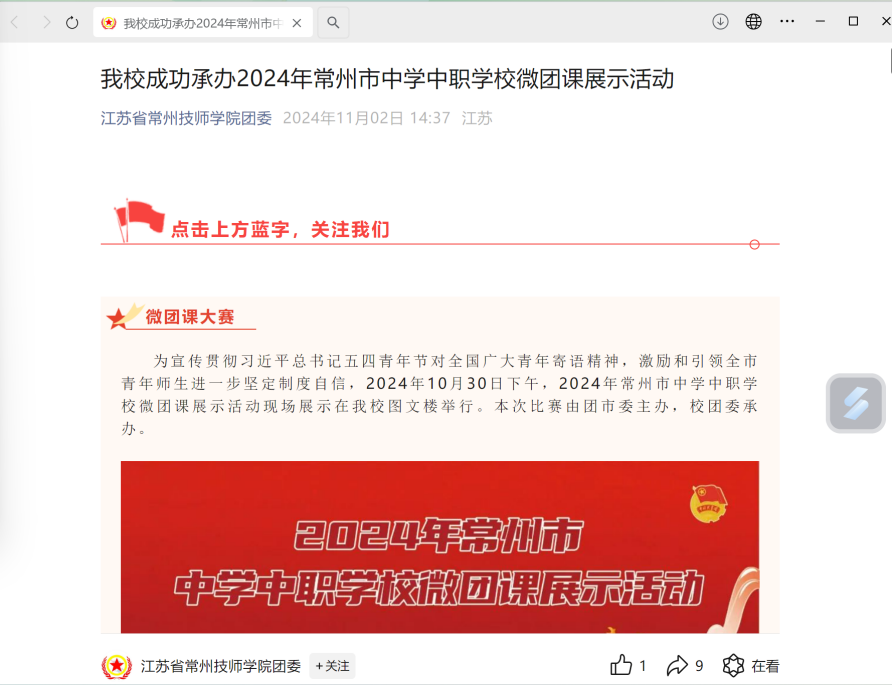 我校成功承办2024年常州市中
我校成功承办2024年常州市中学中职学校微团课展示活动
江苏省常州技师学院团委 2024年11月02日 14:37 江苏
点击上方蓝字，关注我们
微团课大赛
为宣传贯彻习近平总书记五四青年节对全国广大青年寄语精神，激励和引领全市
青年师生进一步坚定制度自信，2024年10月30日下午，2024年常州市中学中职学
校微团课展示活动现场展示在我校图文楼举行。本次比赛由团市委主办，校团委承
办。
2024年常州市
中学中职学校微团课展示活动
江苏省常州技师学院团委 +关注 1 9 在看